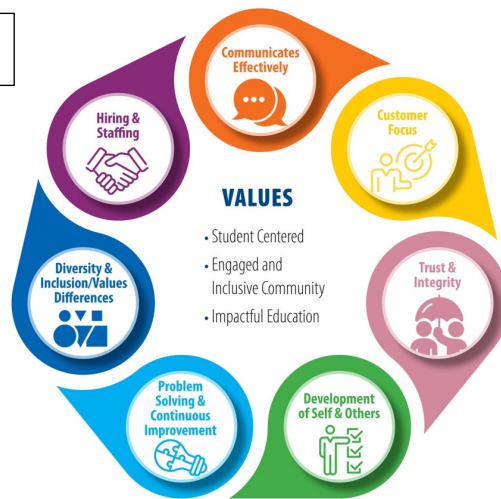 Communicates
Effectively
Customer
Focus
Trust &
Integrity
Development
of Self & Others
Problem
Solving &
Continuous
Improvement
Diversity &
Inclusion/Values
Differences
Hiring &
Staffing
VALUES
• Student Centered
• Engaged and
Inclusive Community
• Impactful Education